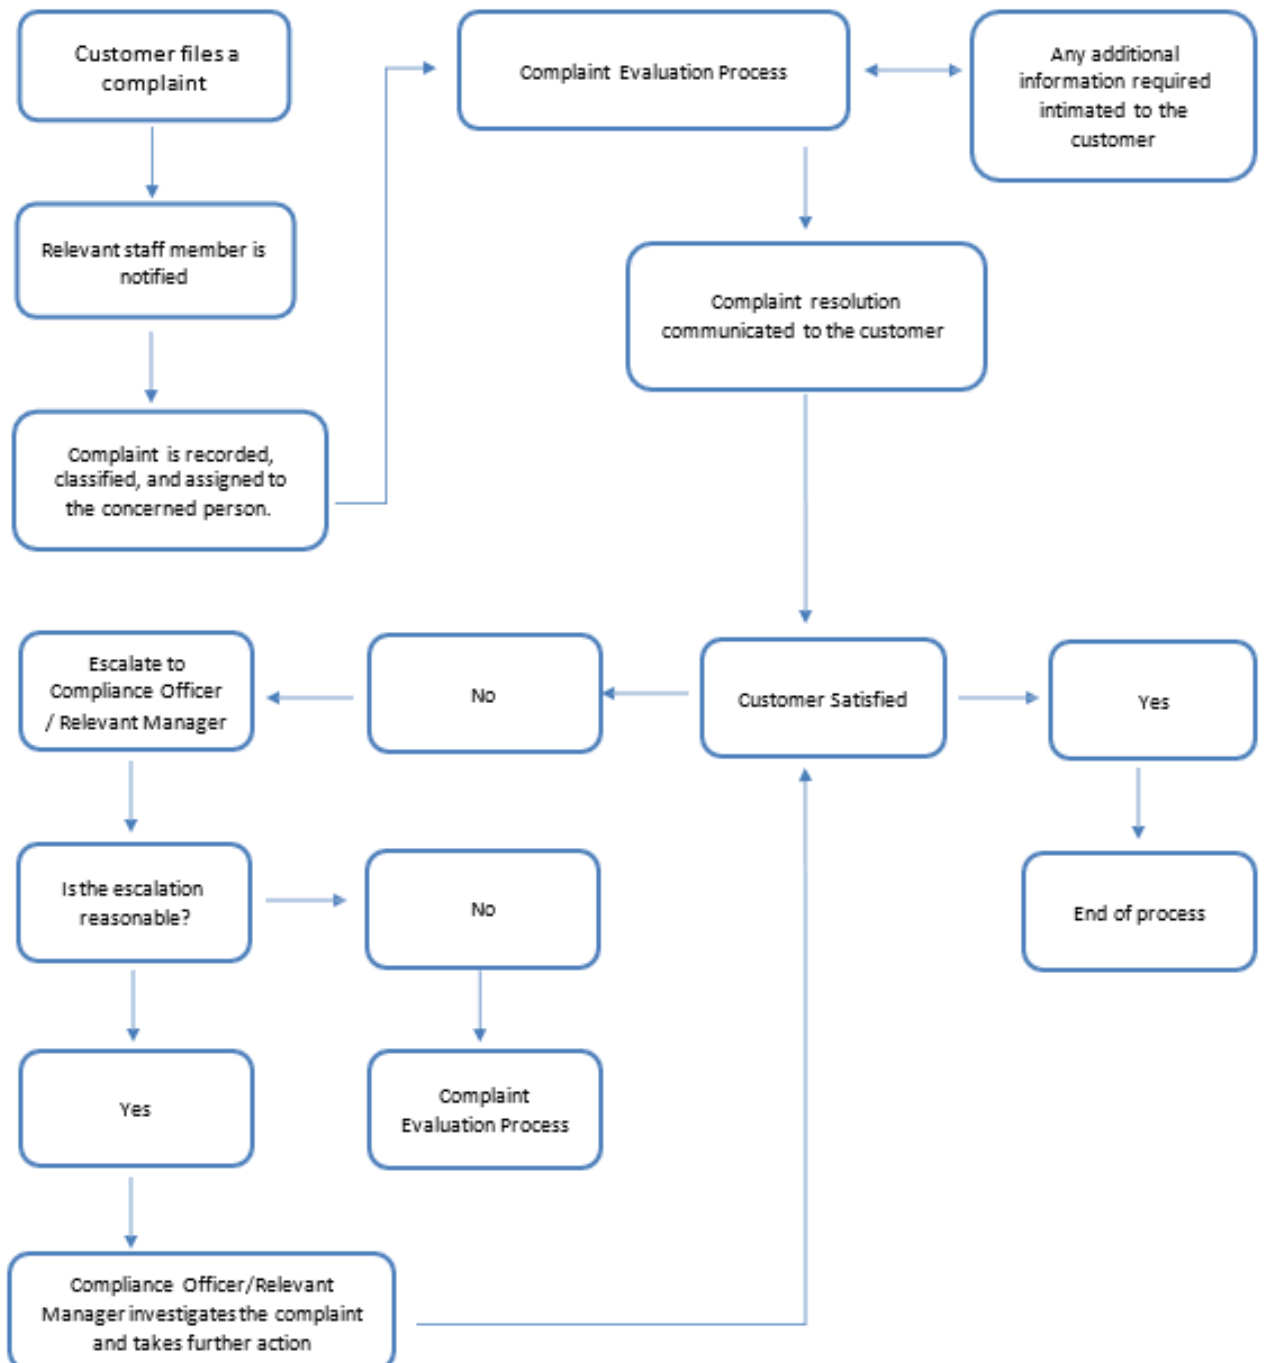 Customer files a
complaint
Relevant staff member is
notified
Complaint is recorded,
classified, and assigned to
the concerned person.
Complaint Evaluation Process
Any additional
information required
intimated to the
customer
Complaint resolution
communicated to the customer
Customer Satisfied
Yes
End of process
No
Escalate to
Compliance Officer
/ Relevant Manager
Is the escalation
reasonable?
No
Complaint
Evaluation Process
Yes
Compliance Officer/Relevant
Manager investigates the complaint
and takes further action